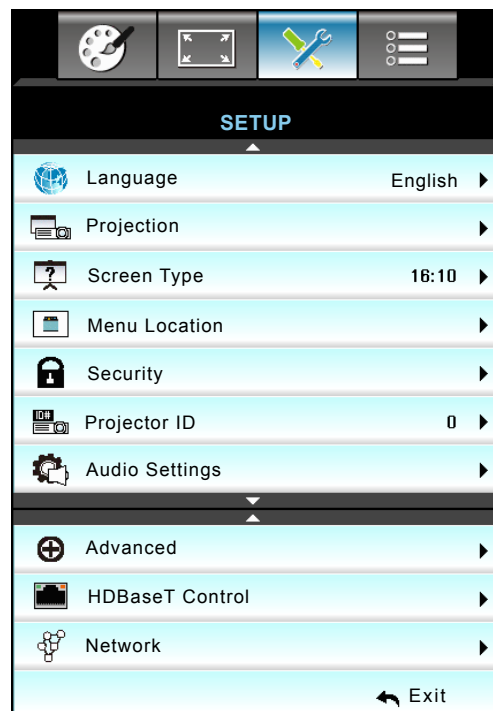 SETUP
Language English
Projection
?
Screen Type 16:10
Menu Location
Security
ID#
Projector ID 0
Audio Settings
Advanced
HDBaseT Control
Network
Exit